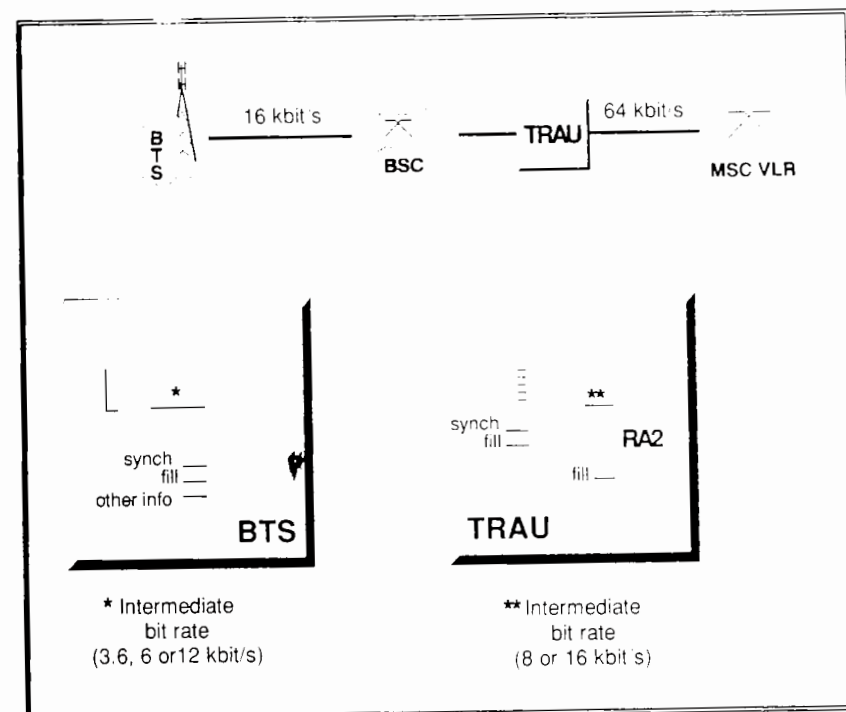 16 kbit's
64 kbit/s
B
T
S
BSC
TRAU
MSC VLR
*
**
synch
fill
other info
BTS
synch
fill
RA2
fill
TRAU
* Intermediate
bit rate
(3.6, 6 or12 kbit/s)
** Intermediate
bit rate
(8 or 16 kbit's)